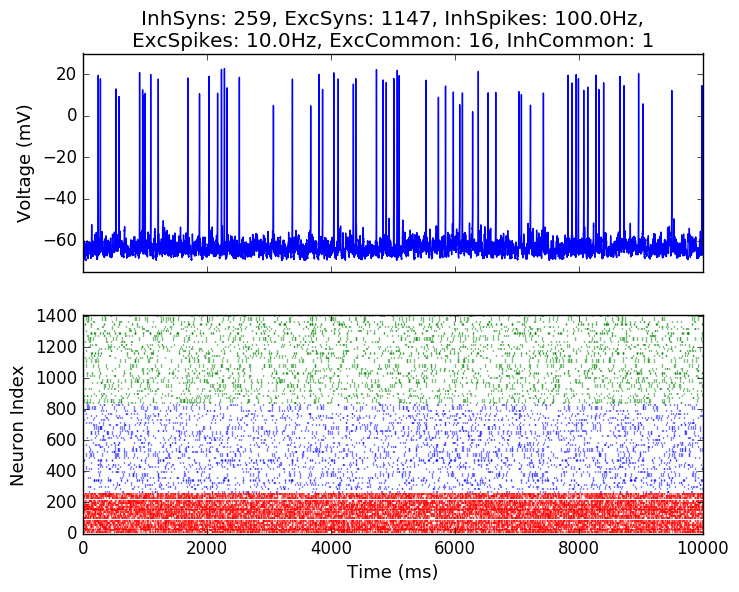 InhSyns: 259, ExcSyns: 1147, InhSpikes: 100.0Hz,
ExcSpikes: 10.0Hz, ExcCommon: 16, InhCommon: 1
20
0
−20
−40
−60
Voltage (mV)
1400
1200
1000
800
600
400
200
0
Neuron Index
0 2000 4000 6000 8000 10000
Time (ms)